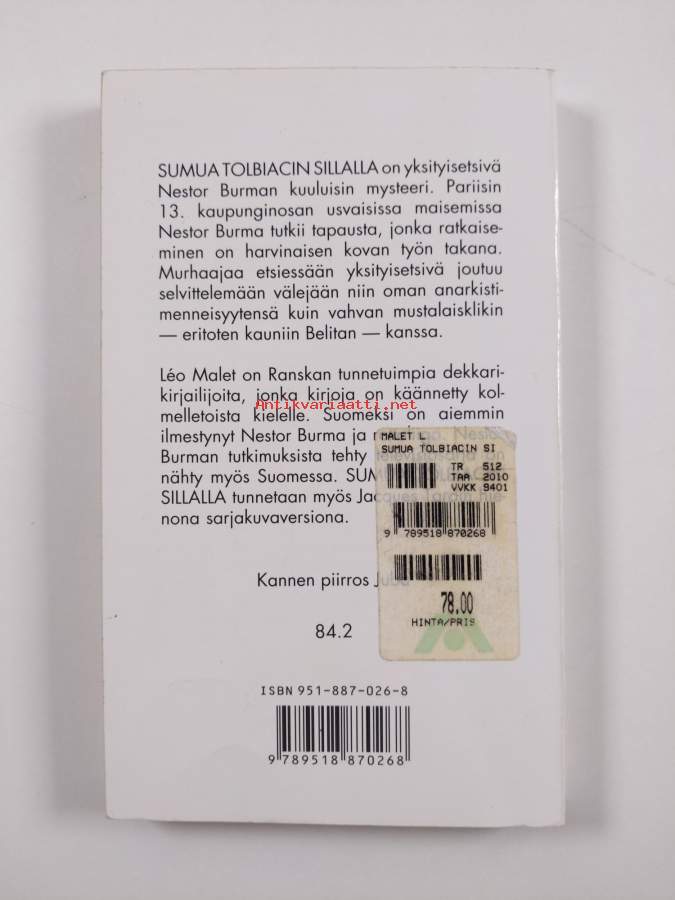 SUMUA TOLBIACIN SILLALLA on yksityisetsivä
Nestor Burman kuuluisin mysteeri. Pariisin
13. kaupunginosan usvaisissa maisemissa
Nestor Burma tutkii tapausta, jonka ratkaise-
minen on harvinaisen kovan työn takana.
Murhaajaa etsiessään yksityisetsivä joutuu
selvittelemään välejään niin oman anarkisti-
menneisyytensä kuin vahvan mustalaisklikin
— eritoten kauniin Belitan — kanssa.
Léo Malet on Ranskan tunnetuimpia dekkari-
kirjailijoita, jonka kirjoja on käännetty kol-
melletoista kielelle. Suomeksi on aiemmin
Antikvariaatti.net
ilmestynyt Nestor Burma ja
Burman tutkimuksista tehty
nähty myös Suomessa.
SILLALLA tunnetaan myös
nona sarjakuvaversiona.
MALET L
SUMUA TOLBIACIN SI
TR 512
TAA 2010
VVKK 9401
9 789518 870268
78.00
HINTA/PRIS
Kannen piirros
84.2
ISBN 951-887-026-8
9 789518 870268